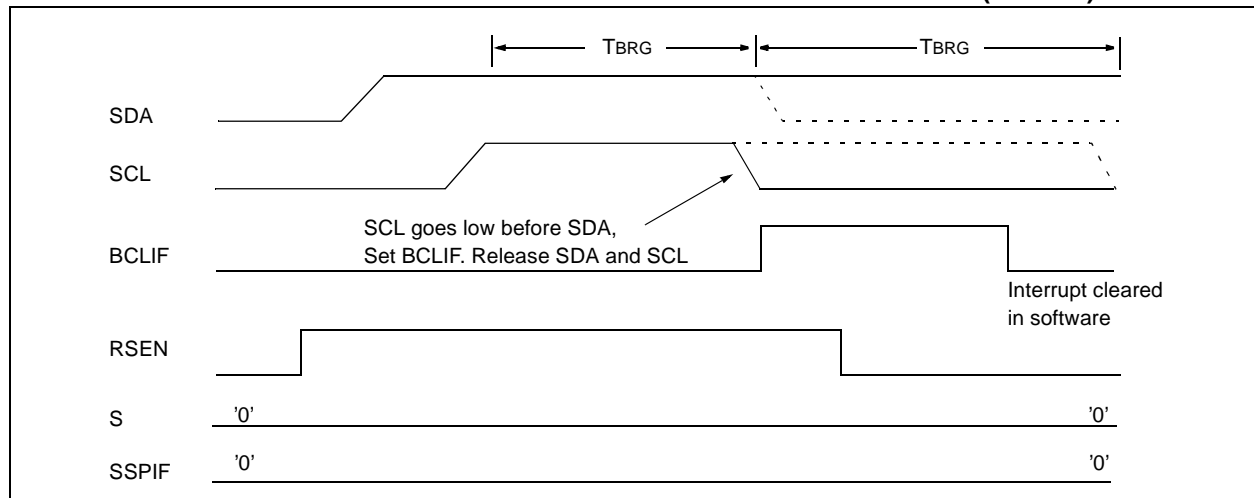 TBRG TBRG
SDA
SCL
SCL goes low before SDA,
Set BCLIF. Release SDA and SCL
BCLIF
Interrupt cleared
in software
RSEN
S '0' '0'
SSPIF '0' '0'